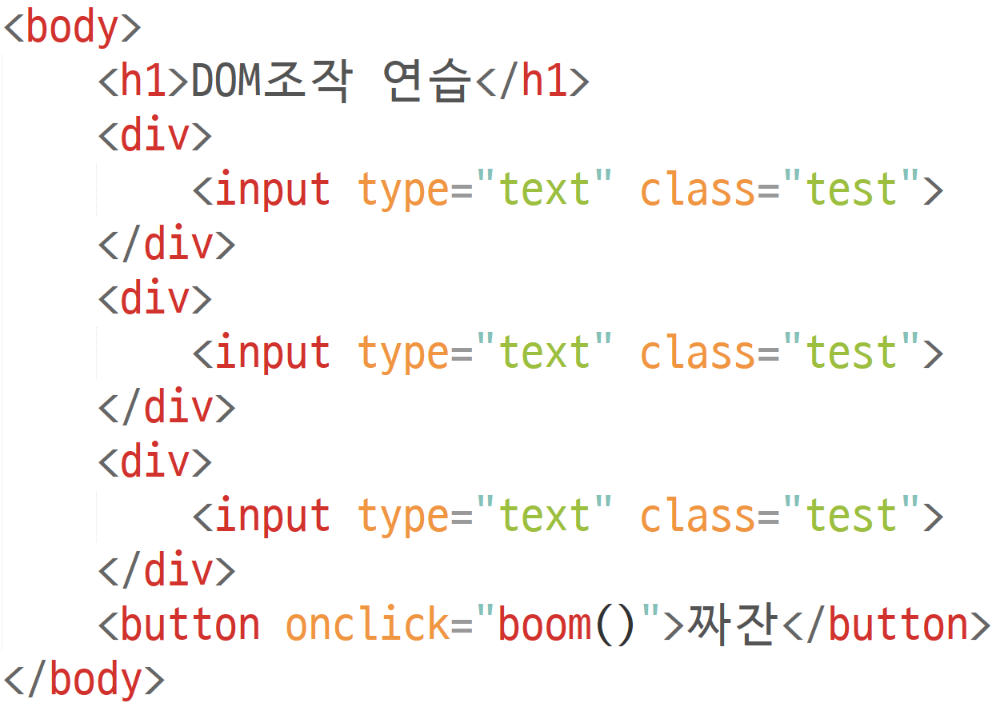 <body>
    <h1>DOM조작 연습</h1>
    <div>
        <input type="text" class="test">
    </div>
    <div>
        <input type="text" class="test">
    </div>
    <div>
        <input type="text" class="test">
    </div>
    <button onclick="boom()">짜잔</button>
</body>